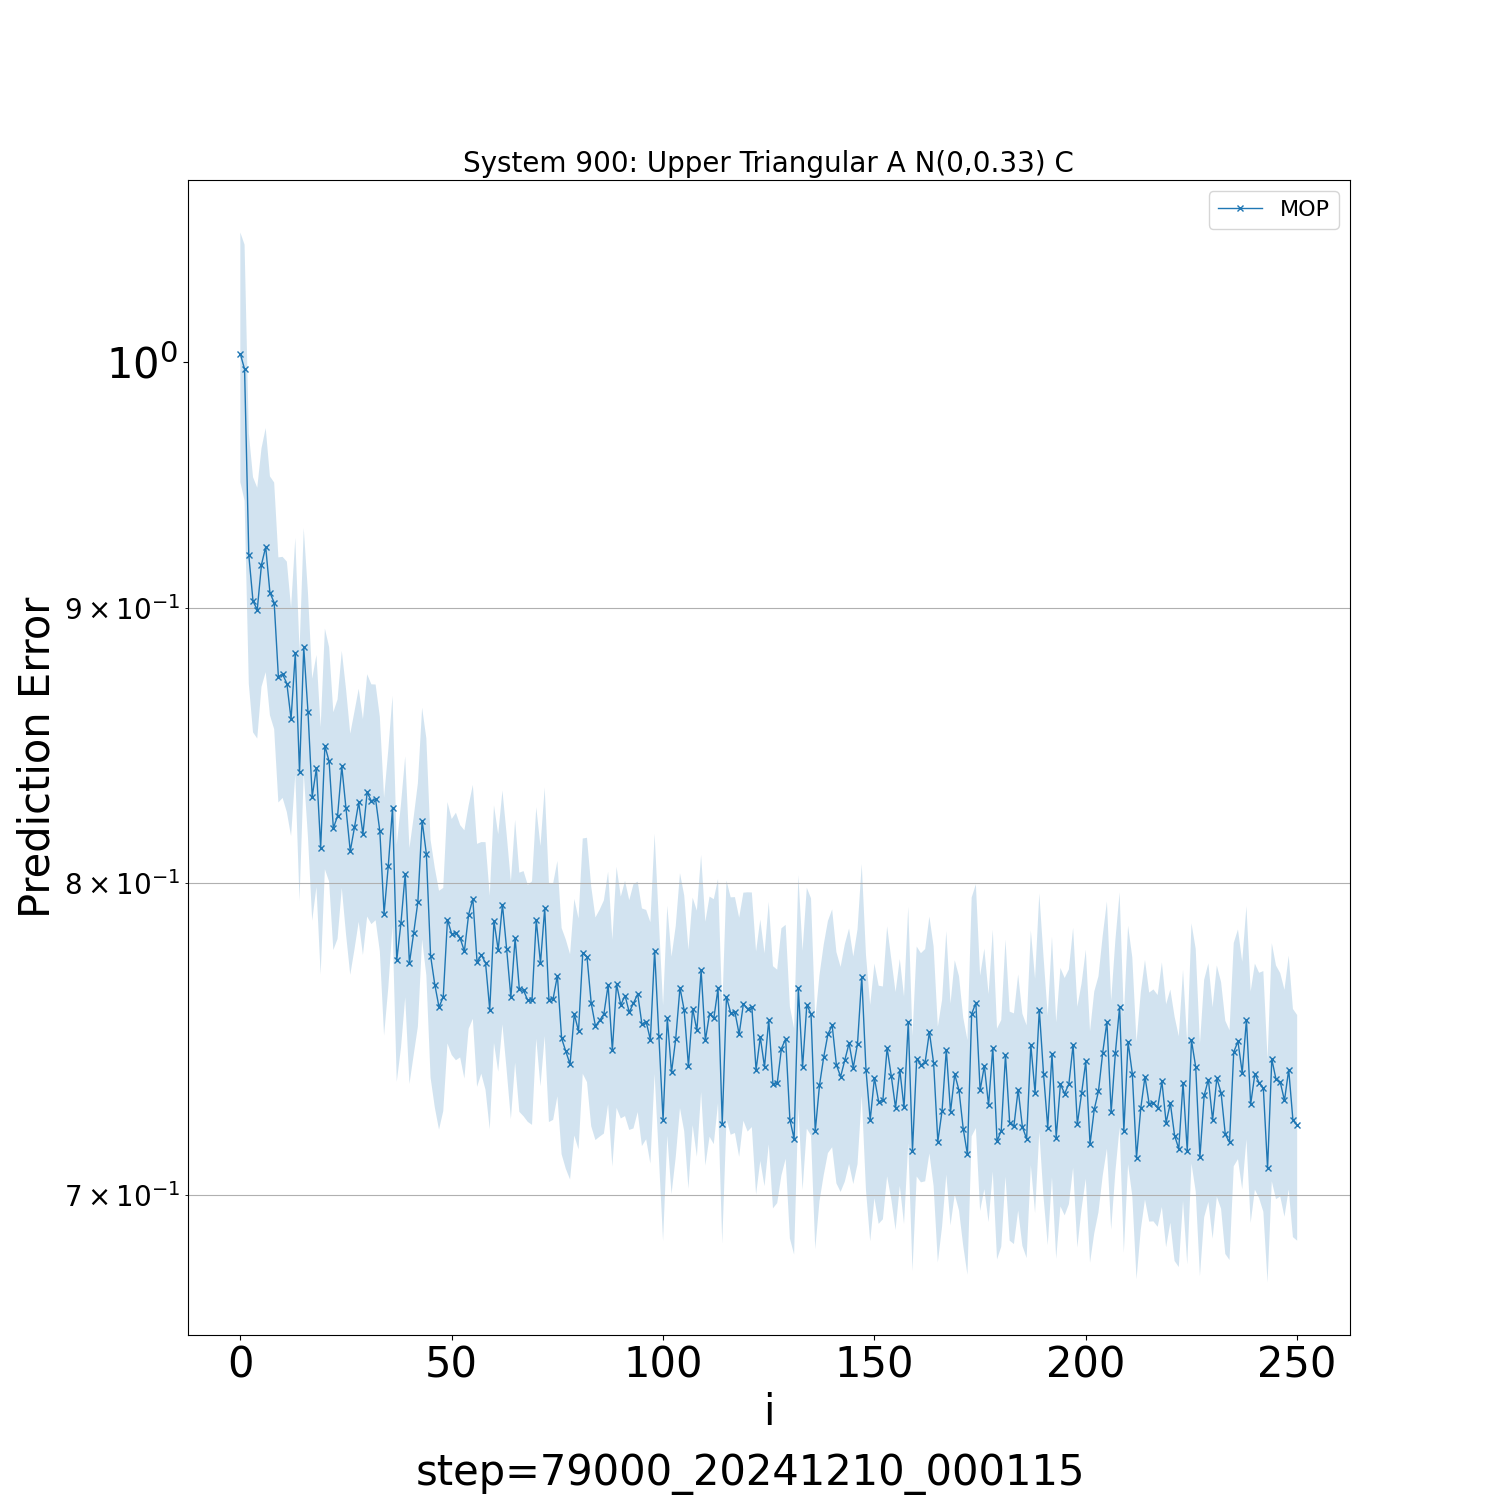 System 900: Upper Triangular A N(0,0.33) C
MOP
Prediction Error
10⁰
9 × 10⁻¹
8 × 10⁻¹
7 × 10⁻¹
0 50 100 150 200 250
i
step=79000_20241210_000115